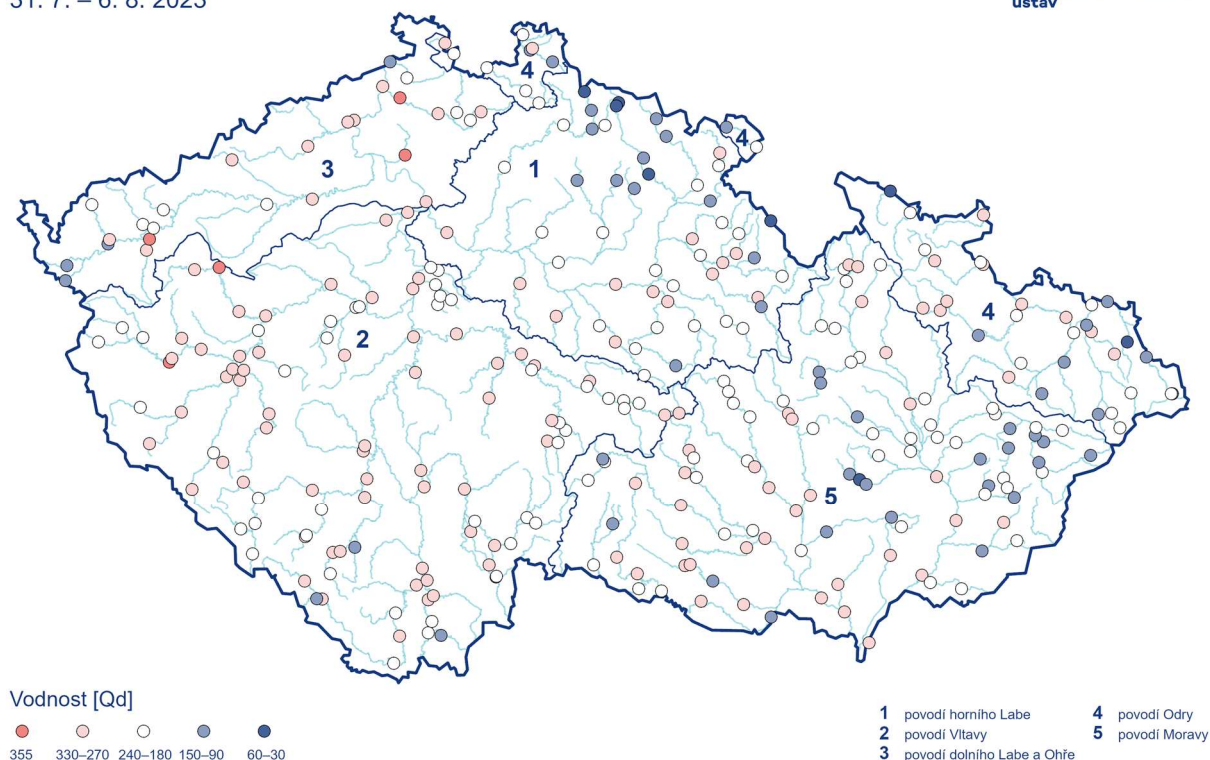 31. 7. – 6. 8. 2023
ústav
4
4
3
1
4
2
5
Vodnost [Qd]
355 330–270 240–180 150–90 60–30
1 povodí horního Labe
2 povodí Vltavy
3 povodí dolního Labe a Ohře
4 povodí Odry
5 povodí Moravy